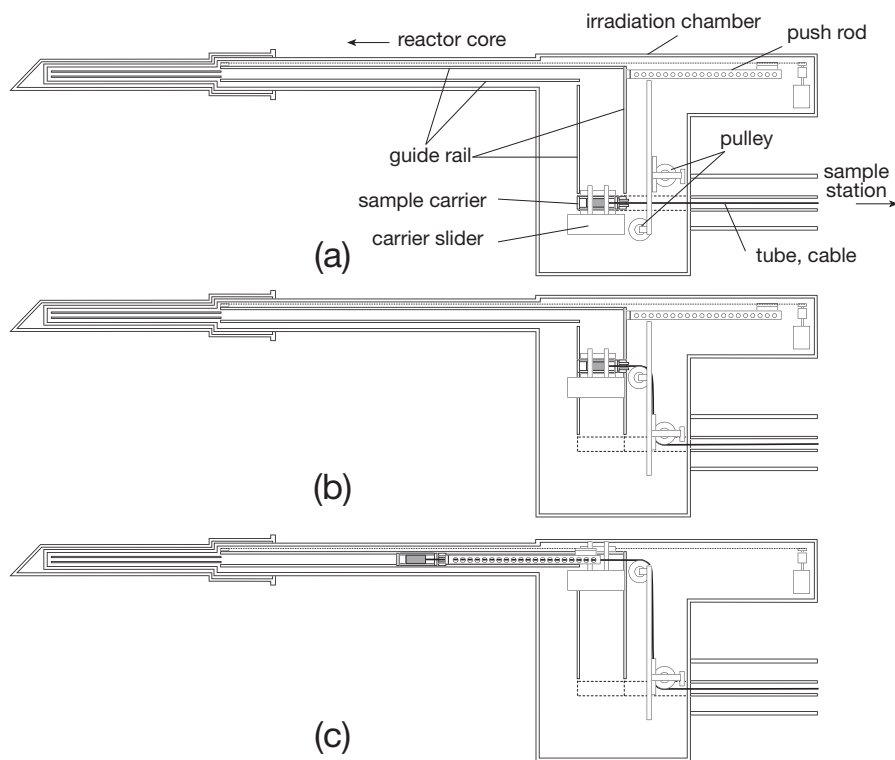 irradiation chamber
reactor core
push rod
guide rail
pulley
sample
station
sample carrier
carrier slider
tube, cable
(a)
(b)
(c)